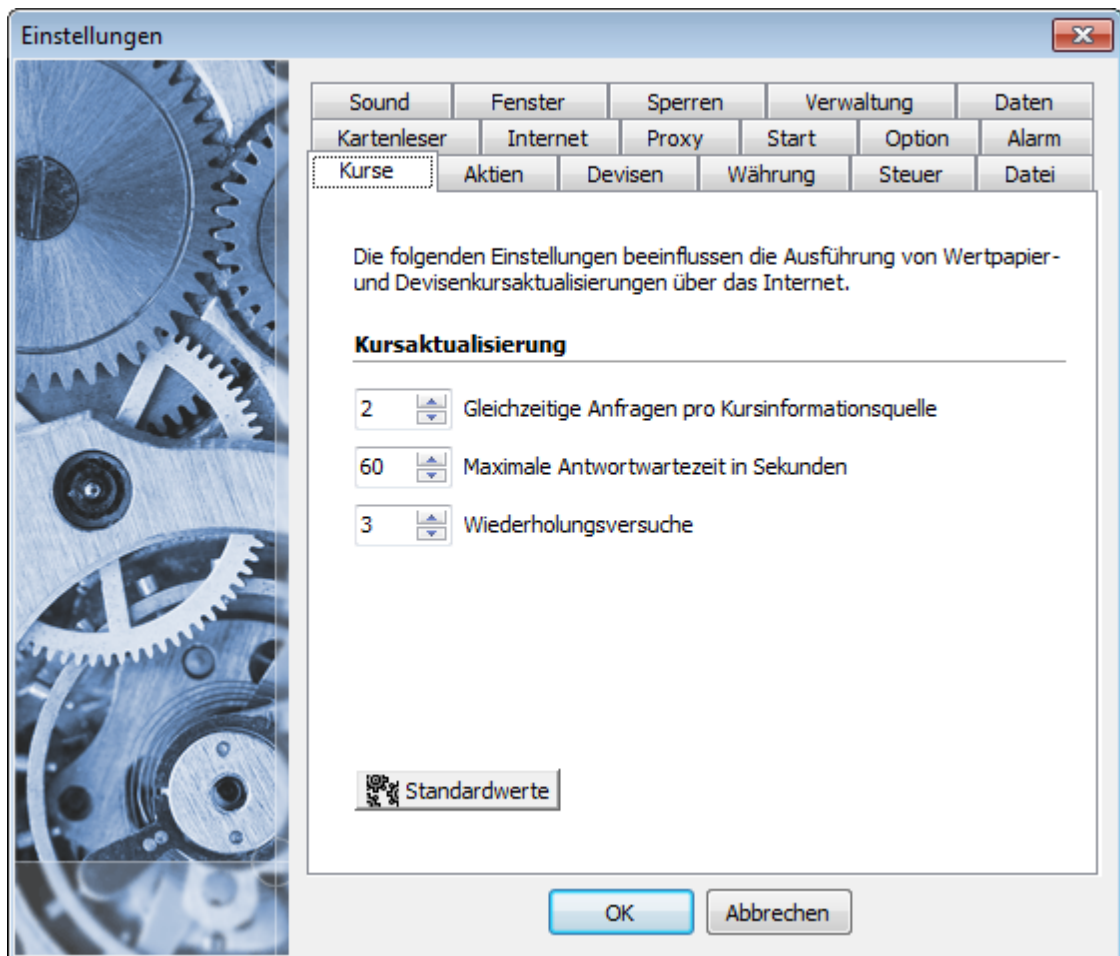 Einstellungen
Sound Fenster Sperren Verwaltung Daten
Kartenleser Internet Proxy Start Option Alarm
Kurse Aktien Devisen Währung Steuer Datei
Die folgenden Einstellungen beeinflussen die Ausführung von Wertpapier-
und Devisenkursaktualisierungen über das Internet.
Kursaktualisierung
2 Gleichzeitige Anfragen pro Kursinformationsquelle
60 Maximale Antwortwartezeit in Sekunden
3 Wiederholungsversuche
Standardwerte
OK Abbrechen